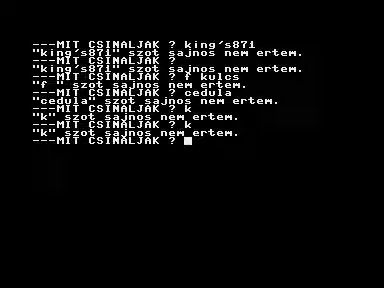 ---MIT CSINALJAK ? king's871
"king's871" szot sajnos nem ertem.
---MIT CSINALJAK ?
"king's871" szot sajnos nem ertem.
---MIT CSINALJAK ? f kulcs
"f " szot sajnos nem ertem.
---MIT CSINALJAK ? cedula
"cedula" szot sajnos nem ertem.
---MIT CSINALJAK ? k
"k" szot sajnos nem ertem.
---MIT CSINALJAK ? k
"k" szot sajnos nem ertem.
---MIT CSINALJAK ?